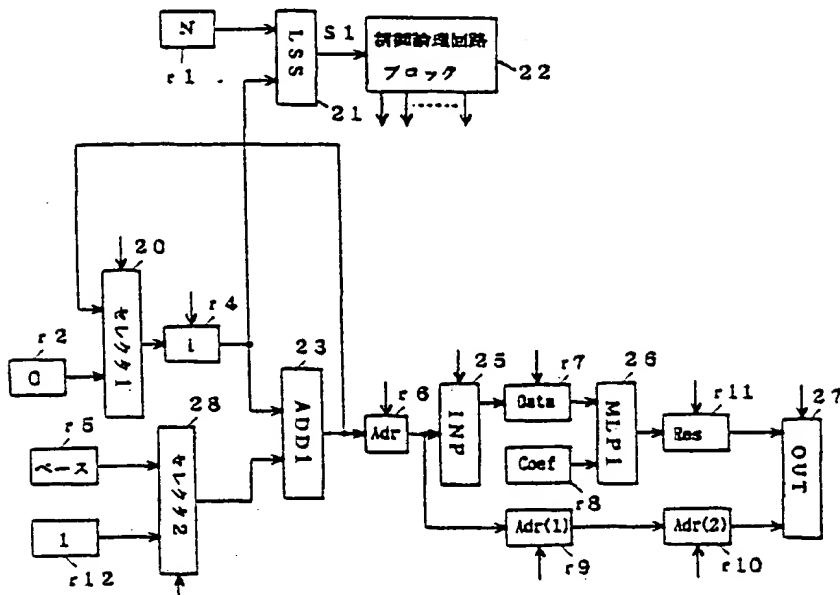 N
r1
LSS
21
S1
制御論理回路
ブロック
22
20
セレクタ1
r2
0
r4
i
28
セレクタ2
r5
ベース
1
r12
23
ADD1
r6
Adr
25
INP
r7
Data
Coef
r8
26
MLP1
r11
Res
27
OUT
Adr(1)
r9
Adr(2)
r10